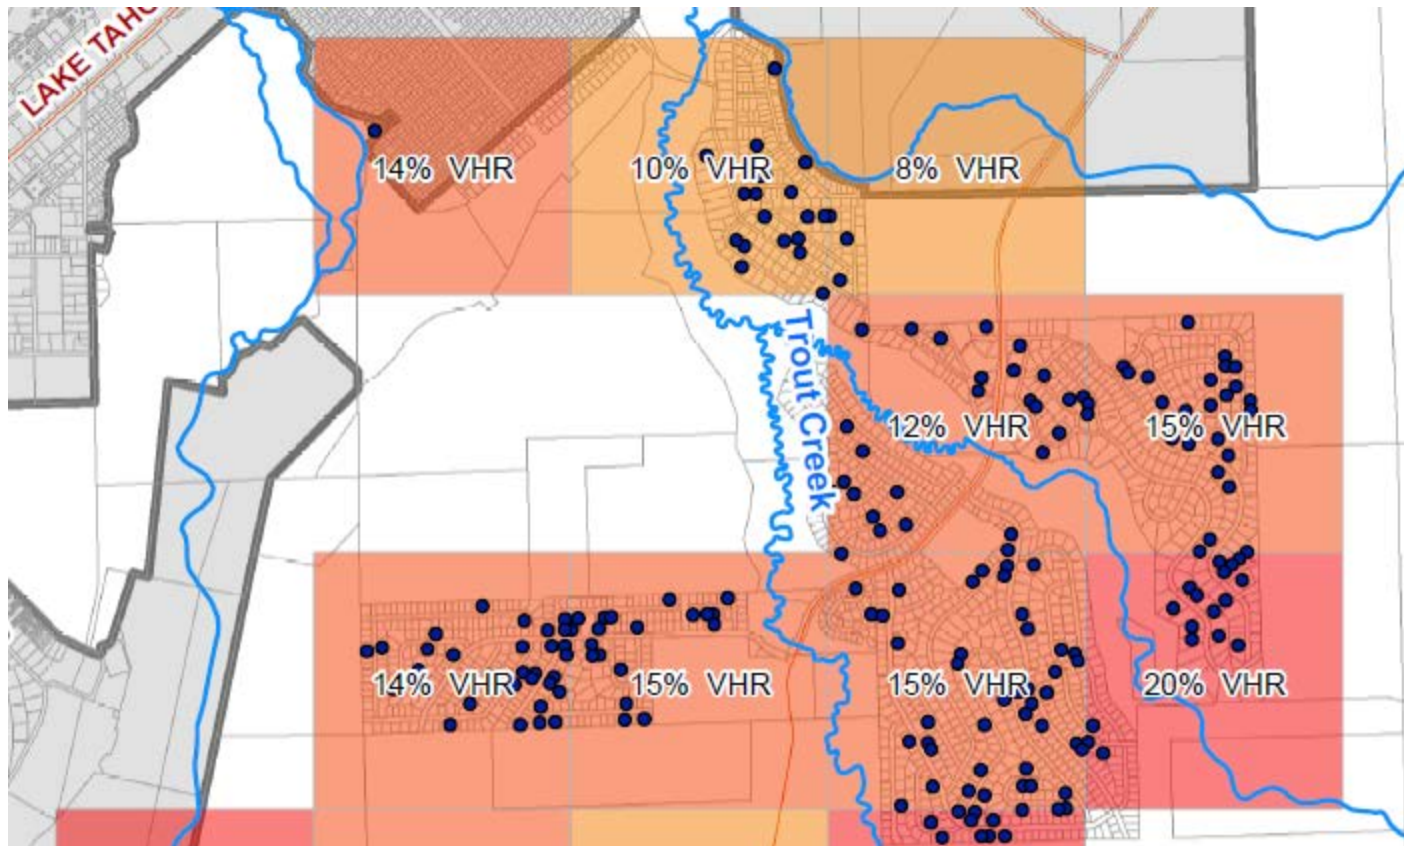 LAKE TAHO
14% VHR
10% VHR
8% VHR
Trout Creek
12% VHR
15% VHR
14% VHR
15% VHR
15% VHR
20% VHR